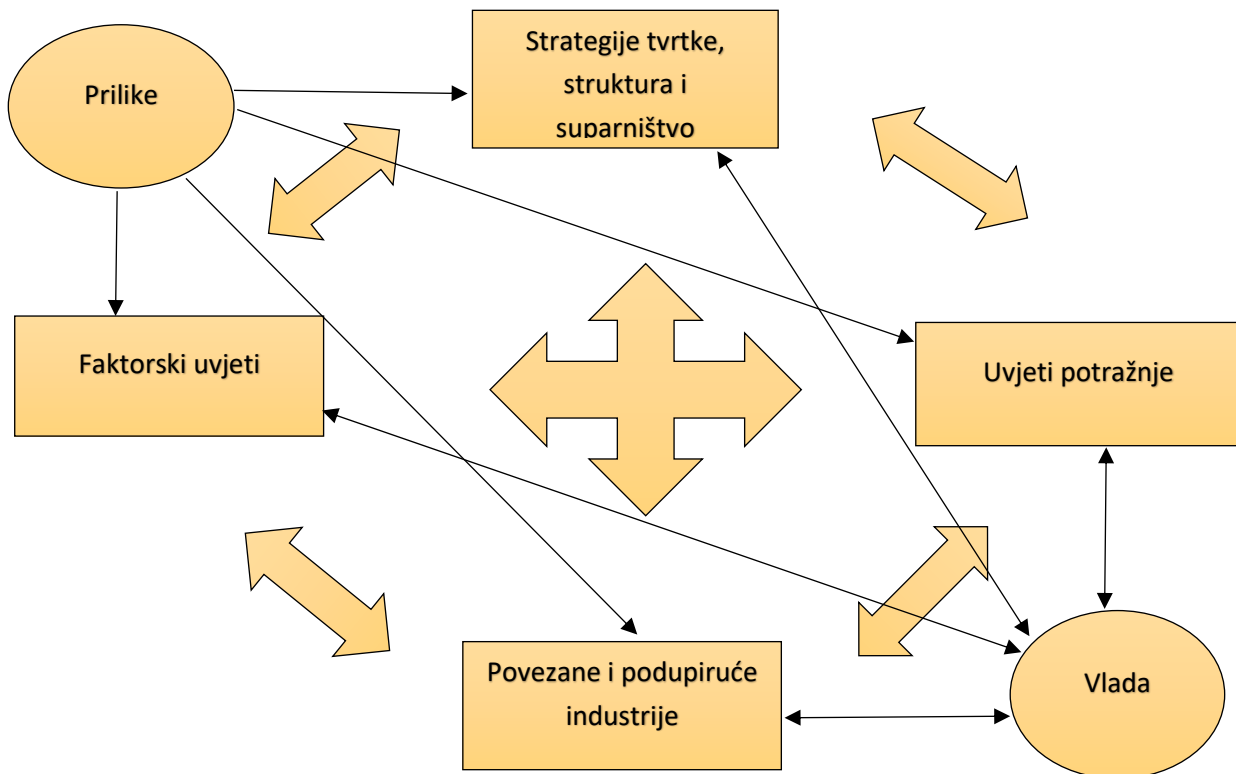 Prilike
Strategije tvrtke,
struktura i
suparništvo
Faktorski uvjeti
Uvjeti potražnje
Povezane i podupiruće
industrije
Vlada